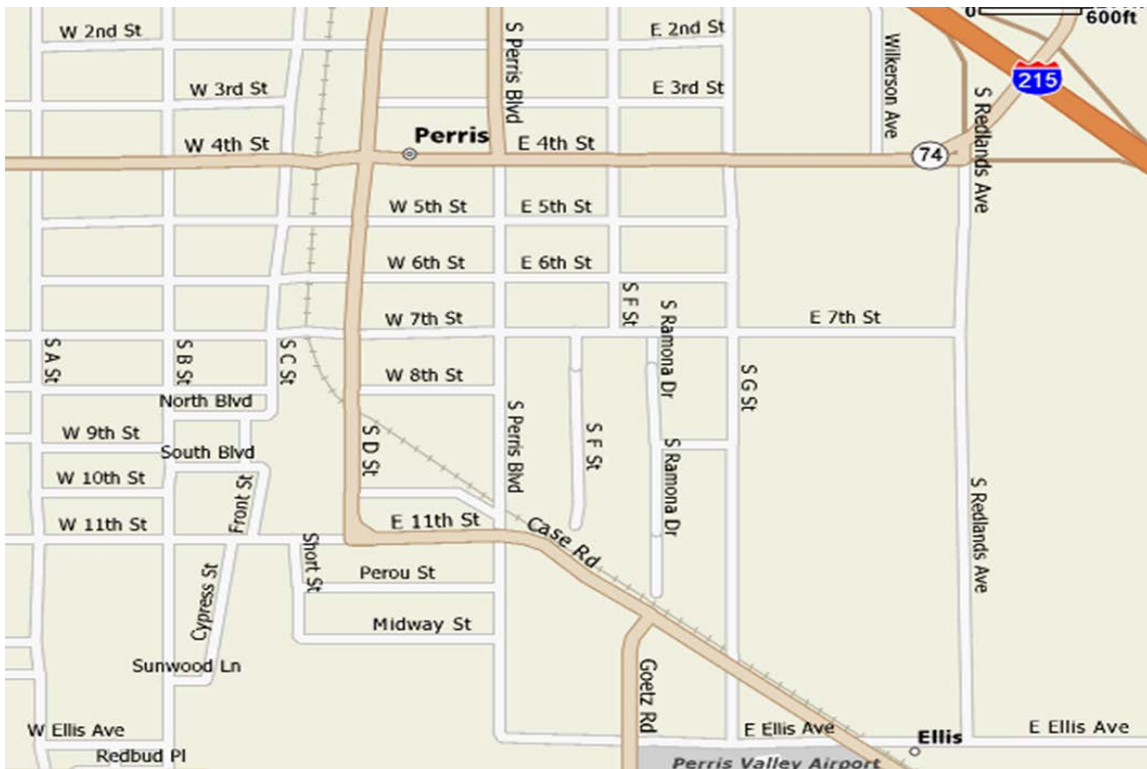 0
600ft
W 2nd St
S Perris Blvd
E 2nd St
Wilkerson Ave
215
W 3rd St
E 3rd St
S Redlands Ave
W 4th St
Perris
E 4th St
74
W 5th St
E 5th St
W 6th St
E 6th St
S F St
S Ramona Dr
W 7th St
E 7th St
S A St
S B St
S C St
W 8th St
S G St
North Blvd
S Perris Blvd
W 9th St
S D St
S F St
S Ramona Dr
South Blvd
W 10th St
Front St
S Redlands Ave
W 11th St
E 11th St
Case Rd
Short St
Perou St
Cypress St
Midway St
Sunwood Ln
Goetz Rd
W Ellis Ave
E Ellis Ave
Ellis
E Ellis Ave
Redbud Pl
Perris Valley Airport